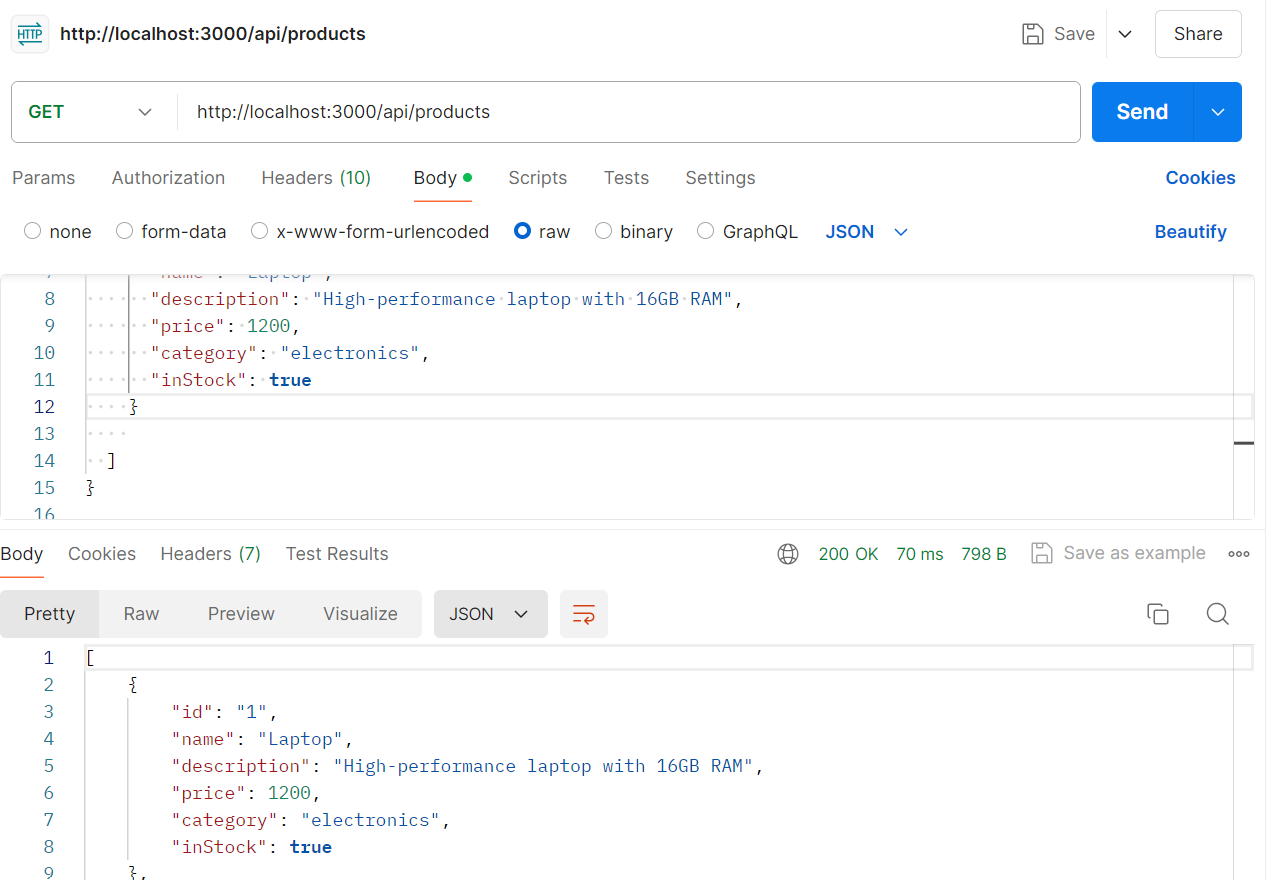 HTTP http://localhost:3000/api/products Save Share
GET http://localhost:3000/api/products Send
Params Authorization Headers (10) Body Scripts Tests Settings Cookies
none form-data x-www-form-urlencoded raw binary GraphQL JSON Beautify
7 "name": "Laptop",
8 "description": "High-performance laptop with 16GB RAM",
9 "price": 1200,
10 "category": "electronics",
11 "inStock": true
12 }
13
14 ]
15 }
16
Body Cookies Headers (7) Test Results 200 OK 70 ms 798 B Save as example
Pretty Raw Preview Visualize JSON
1 [
2 {
3 "id": "1",
4 "name": "Laptop",
5 "description": "High-performance laptop with 16GB RAM",
6 "price": 1200,
7 "category": "electronics",
8 "inStock": true
9 },